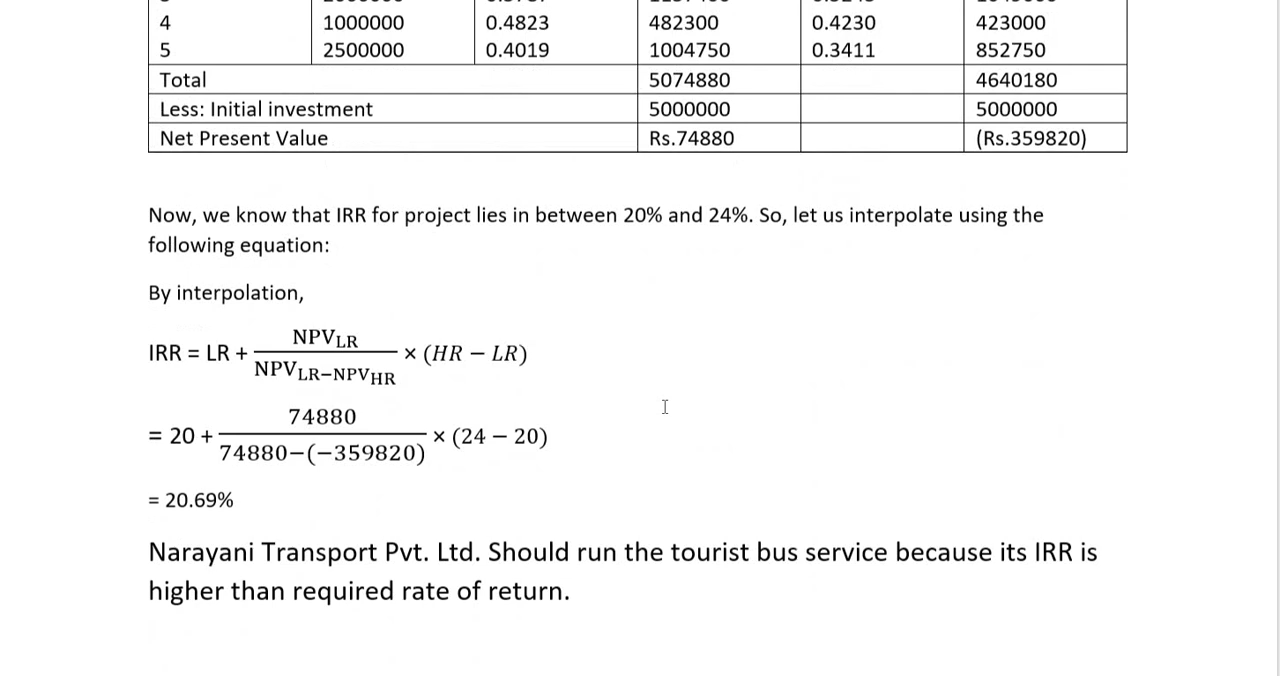 4 1000000 0.4823 482300 0.4230 423000
5 2500000 0.4019 1004750 0.3411 852750
Total 5074880 4640180
Less: Initial investment 5000000 5000000
Net Present Value Rs.74880 (Rs.359820)
Now, we know that IRR for project lies in between 20% and 24%. So, let us interpolate using the
following equation:
By interpolation,
IRR = LR + NPVLR / NPVLR−NPVHR × (HR − LR)
= 20 + 74880 / 74880−(−359820) × (24 − 20)
= 20.69%
Narayani Transport Pvt. Ltd. Should run the tourist bus service because its IRR is
higher than required rate of return.